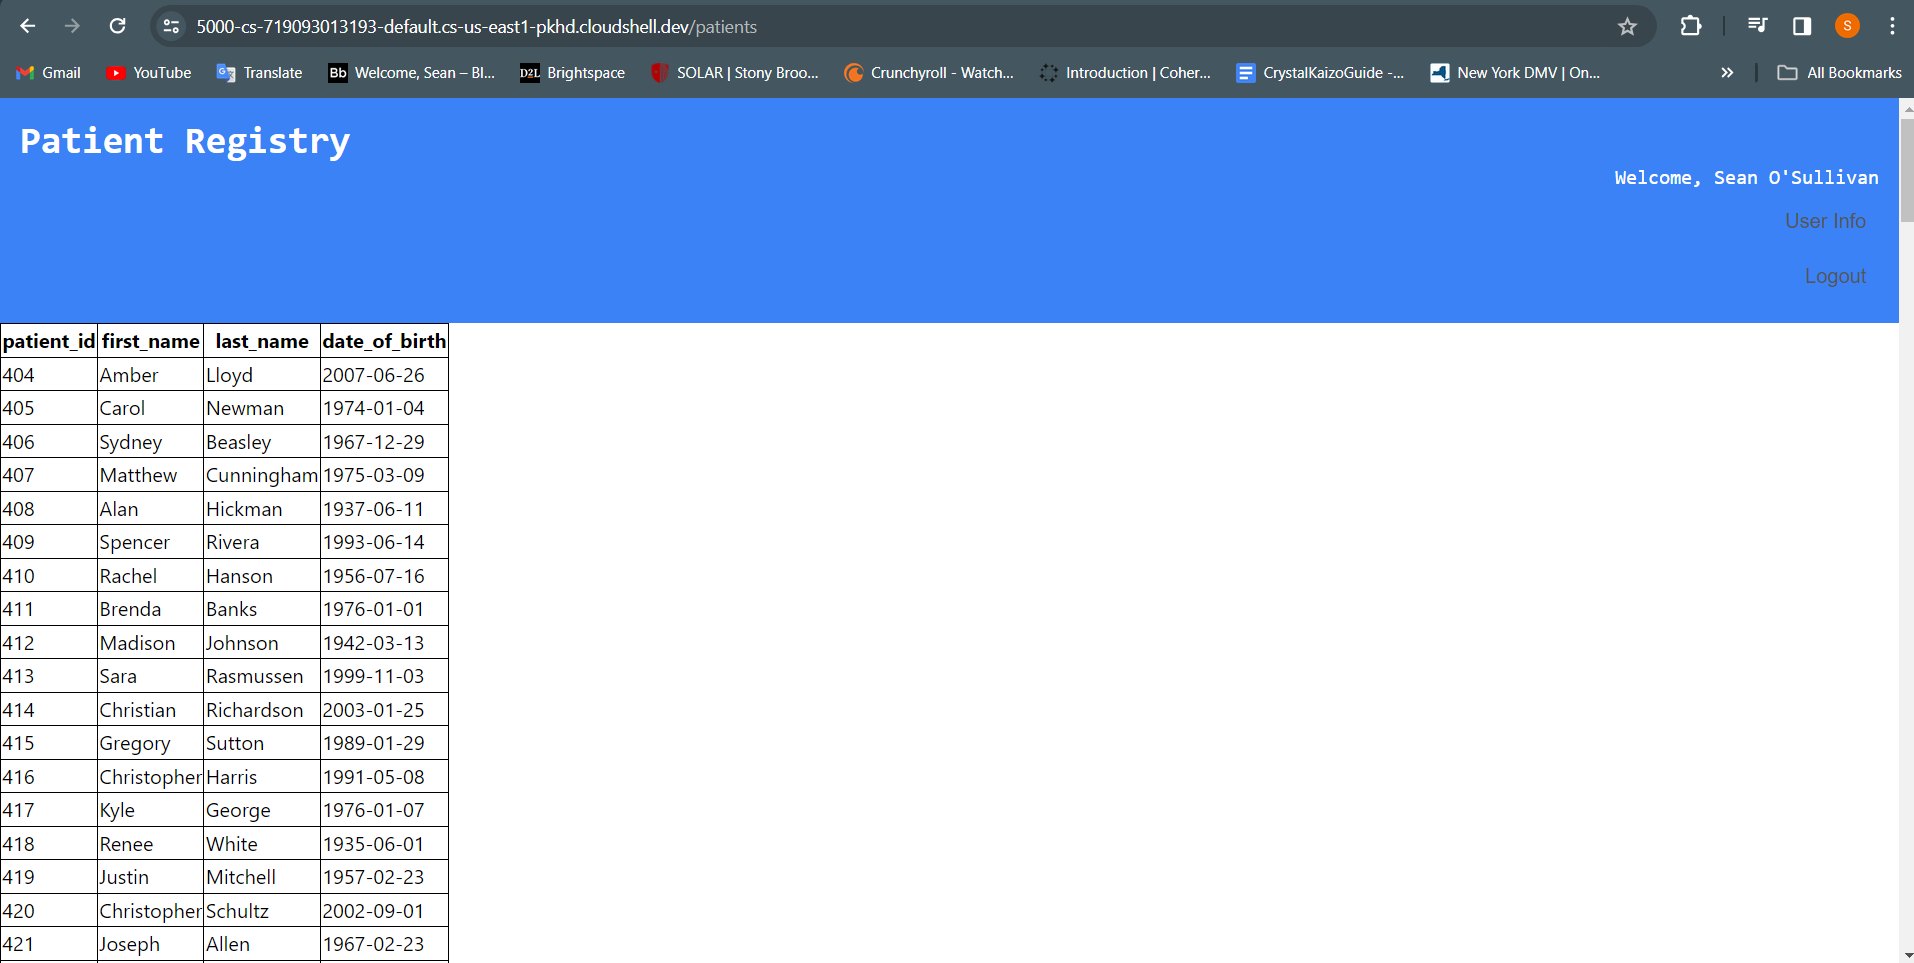 5000-cs-719093013193-default.cs-us-east1-pkhd.cloudshell.dev/patients
S
Gmail YouTube Translate Bb Welcome, Sean – Bl... D2L Brightspace SOLAR | Stony Broo... Crunchyroll - Watch... Introduction | Coher... CrystalKaizoGuide -... New York DMV | On... » All Bookmarks
Patient Registry
Welcome, Sean O'Sullivan
User Info
Logout
patient_id first_name last_name date_of_birth
404 Amber Lloyd 2007-06-26
405 Carol Newman 1974-01-04
406 Sydney Beasley 1967-12-29
407 Matthew Cunningham 1975-03-09
408 Alan Hickman 1937-06-11
409 Spencer Rivera 1993-06-14
410 Rachel Hanson 1956-07-16
411 Brenda Banks 1976-01-01
412 Madison Johnson 1942-03-13
413 Sara Rasmussen 1999-11-03
414 Christian Richardson 2003-01-25
415 Gregory Sutton 1989-01-29
416 Christopher Harris 1991-05-08
417 Kyle George 1976-01-07
418 Renee White 1935-06-01
419 Justin Mitchell 1957-02-23
420 Christopher Schultz 2002-09-01
421 Joseph Allen 1967-02-23